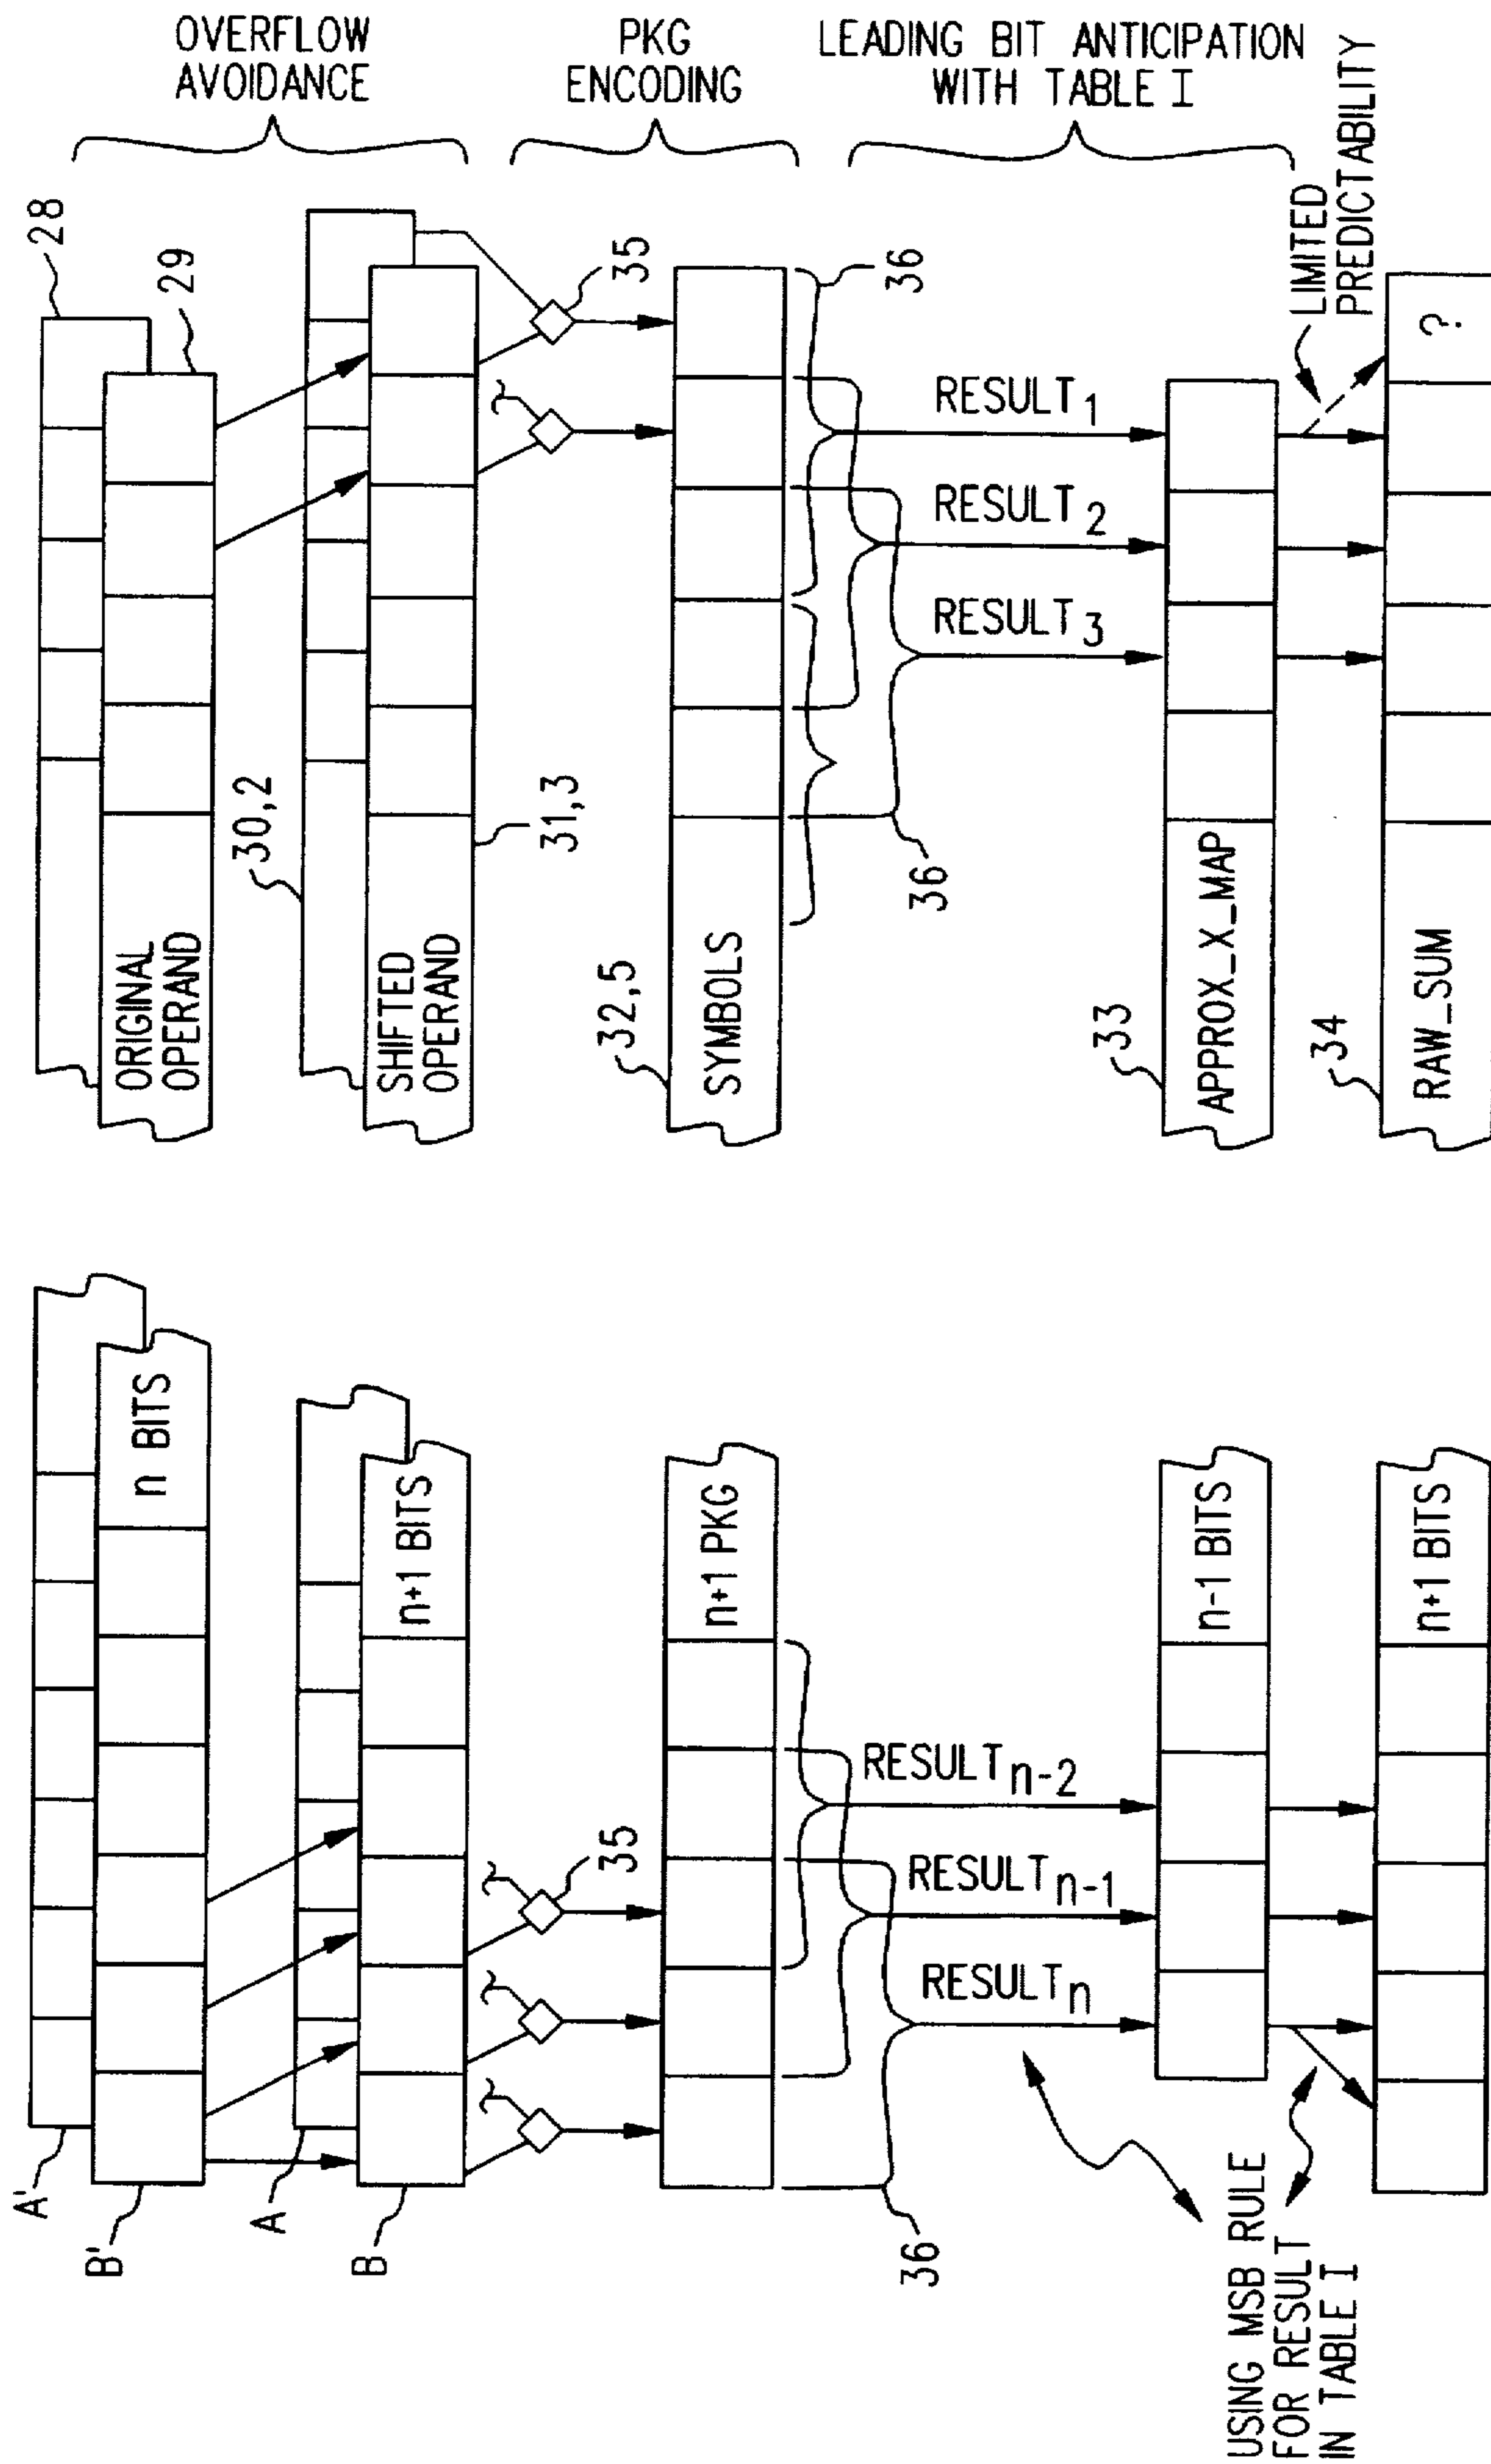 OVERFLOW
AVOIDANCE
PKG
ENCODING
LEADING BIT ANTICIPATION
WITH TABLE I
28
29
ORIGINAL
OPERAND
30,2
SHIFTED
OPERAND
31,3
35
32,5
SYMBOLS
36
36
RESULT1
RESULT2
RESULT3
LIMITED
PREDICTABILITY
33
APPROX_X_MAP
34
RAW_SUM
?
A'
B'
n BITS
A
B
n+1 BITS
35
n+1 PKG
36
RESULTn-2
RESULTn-1
RESULTn
n-1 BITS
n+1 BITS
USING MSB RULE
FOR RESULT
IN TABLE I